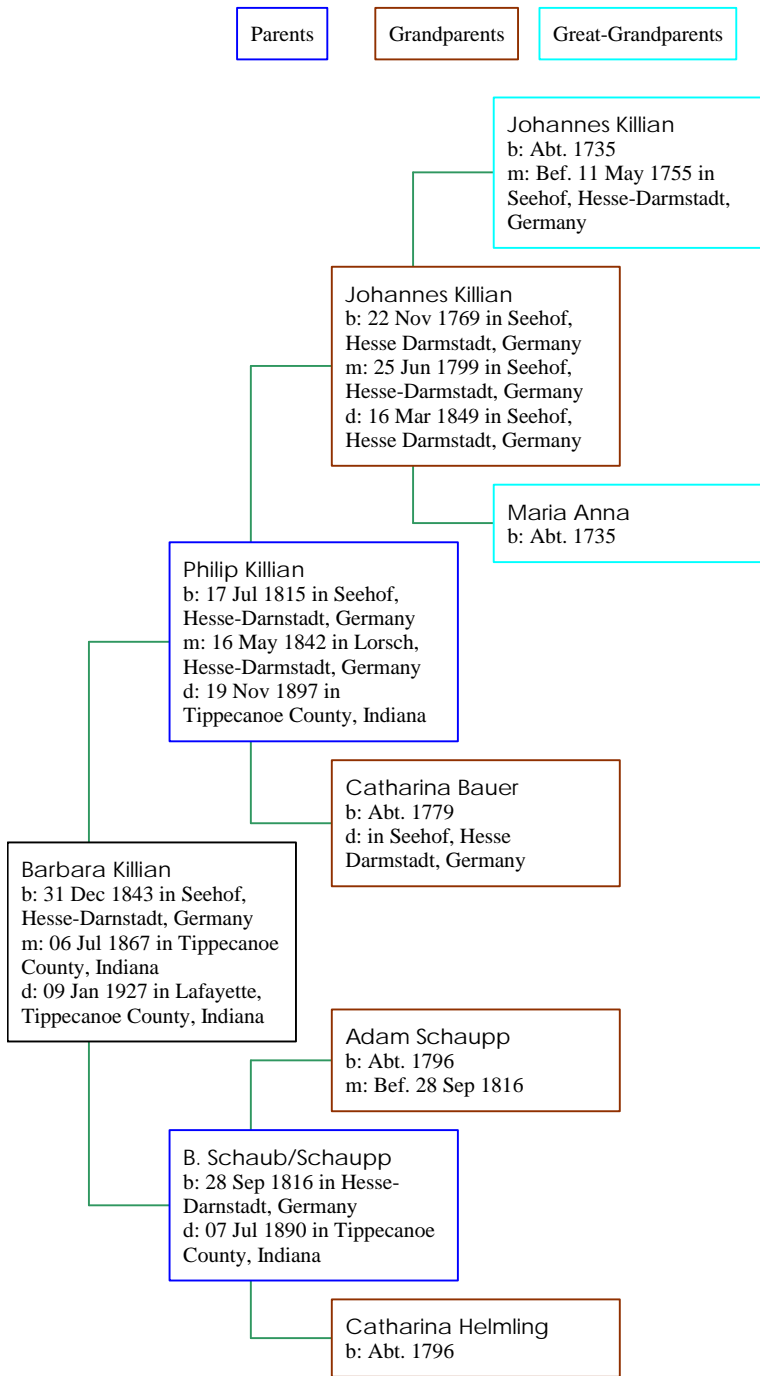 Parents
Grandparents
Great-Grandparents
Johannes Killian
b: Abt. 1735
m: Bef. 11 May 1755 in
Seehof, Hesse-Darmstadt,
Germany
Johannes Killian
b: 22 Nov 1769 in Seehof,
Hesse Darmstadt, Germany
m: 25 Jun 1799 in Seehof,
Hesse-Darmstadt, Germany
d: 16 Mar 1849 in Seehof,
Hesse Darmstadt, Germany
Maria Anna
b: Abt. 1735
Philip Killian
b: 17 Jul 1815 in Seehof,
Hesse-Darnstadt, Germany
m: 16 May 1842 in Lorsch,
Hesse-Darmstadt, Germany
d: 19 Nov 1897 in
Tippecanoe County, Indiana
Catharina Bauer
b: Abt. 1779
d: in Seehof, Hesse
Darmstadt, Germany
Barbara Killian
b: 31 Dec 1843 in Seehof,
Hesse-Darnstadt, Germany
m: 06 Jul 1867 in Tippecanoe
County, Indiana
d: 09 Jan 1927 in Lafayette,
Tippecanoe County, Indiana
Adam Schaupp
b: Abt. 1796
m: Bef. 28 Sep 1816
B. Schaub/Schaupp
b: 28 Sep 1816 in Hesse-
Darnstadt, Germany
d: 07 Jul 1890 in Tippecanoe
County, Indiana
Catharina Helmling
b: Abt. 1796